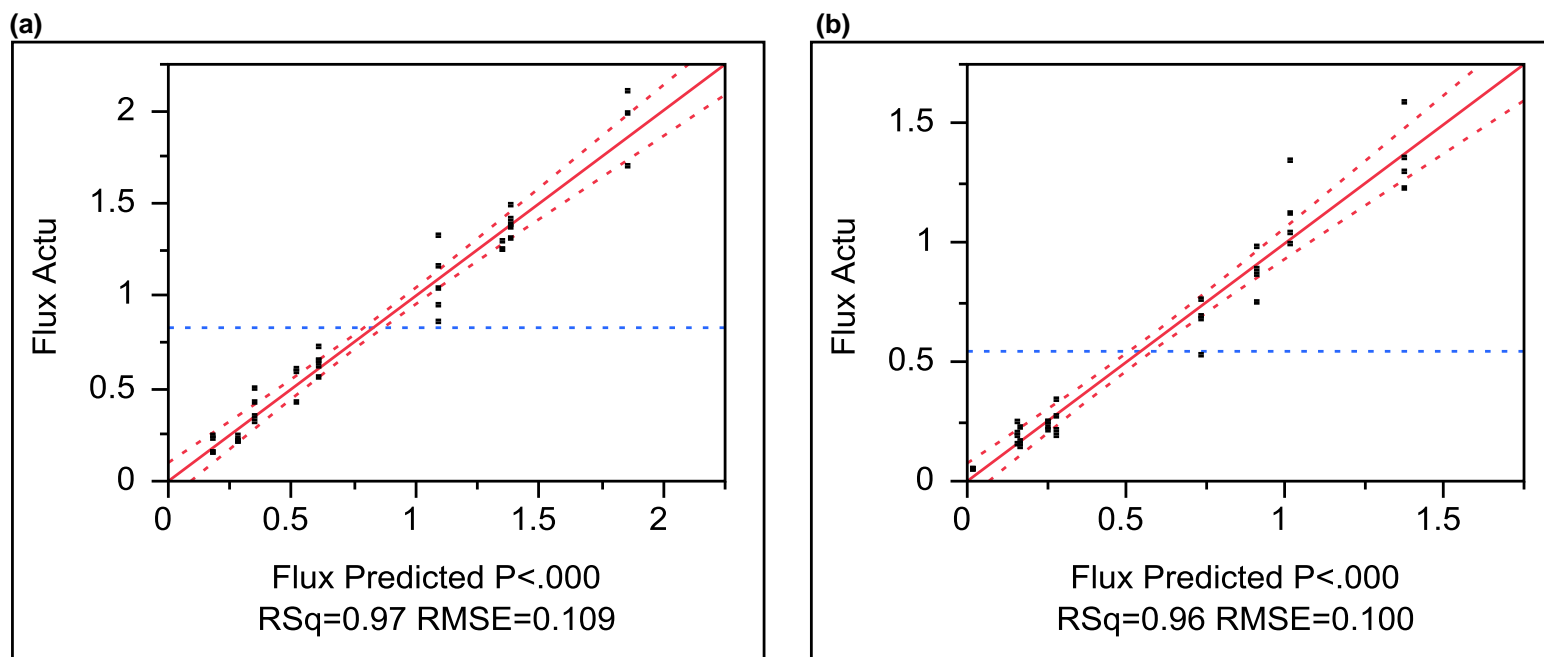 (a)
Flux Actu
2
1.5
1
0.5
0
0 0.5 1 1.5 2
Flux Predicted P<.000
RSq=0.97 RMSE=0.109
(b)
Flux Actu
1.5
1
0.5
0
0 0.5 1 1.5
Flux Predicted P<.000
RSq=0.96 RMSE=0.100